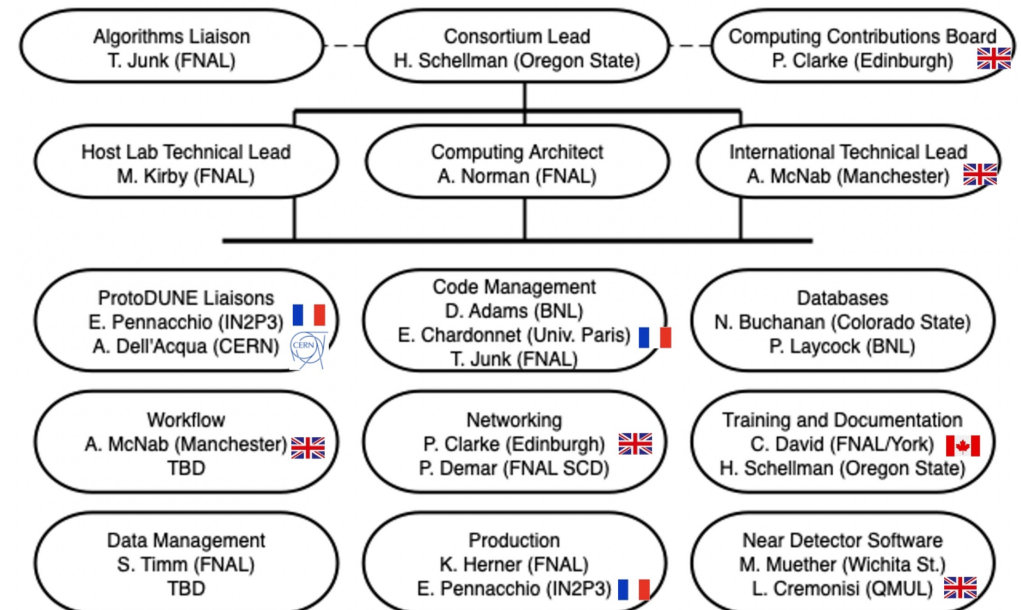 Algorithms Liaison
T. Junk (FNAL)
Consortium Lead
H. Schellman (Oregon State)
Computing Contributions Board
P. Clarke (Edinburgh)
Host Lab Technical Lead
M. Kirby (FNAL)
Computing Architect
A. Norman (FNAL)
International Technical Lead
A. McNab (Manchester)
ProtoDUNE Liaisons
E. Pennacchio (IN2P3)
A. Dell'Acqua (CERN)
CERN
Code Management
D. Adams (BNL)
E. Chardonnet (Univ. Paris)
T. Junk (FNAL)
Databases
N. Buchanan (Colorado State)
P. Laycock (BNL)
Workflow
A. McNab (Manchester)
TBD
Networking
P. Clarke (Edinburgh)
P. Demar (FNAL SCD)
Training and Documentation
C. David (FNAL/York)
H. Schellman (Oregon State)
Data Management
S. Timm (FNAL)
TBD
Production
K. Herner (FNAL)
E. Pennacchio (IN2P3)
Near Detector Software
M. Muether (Wichita St.)
L. Cremonisi (QMUL)